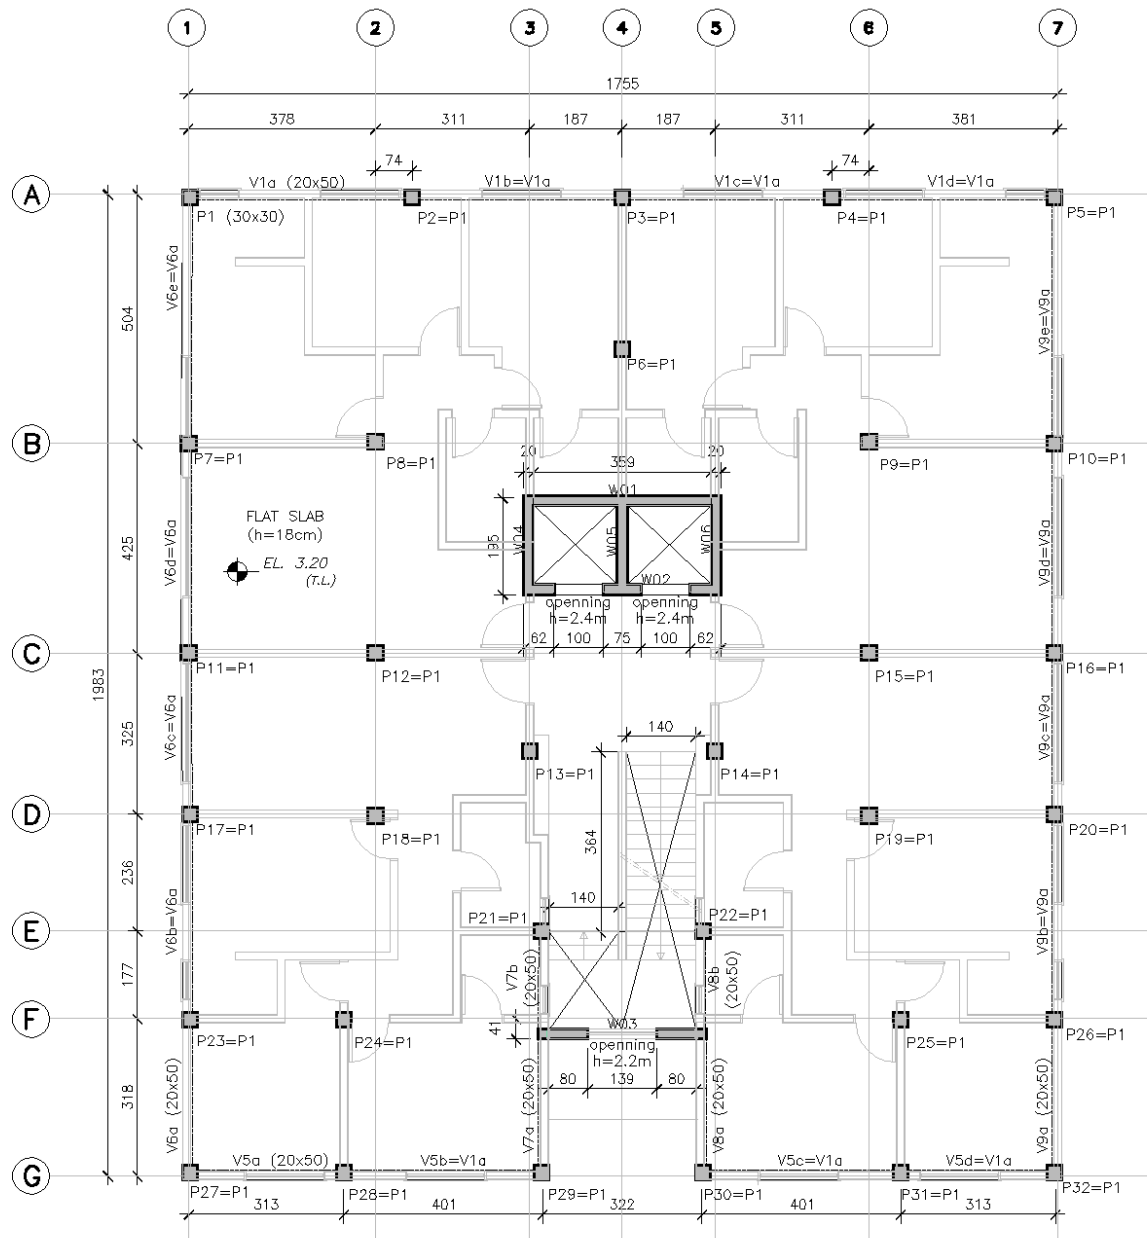 1 2 3 4 5 6 7
1755
378 311 187 187 311 381
74 74
A
V1a (20x50) V1b=V1a V1c=V1a V1d=V1a
P1 (30x30) P2=P1 P3=P1 P4=P1 P5=P1
V6e=V6a
V9e=V9a
504
P6=P1
B
P7=P1 P8=P1 P9=P1 P10=P1
20 359 20
W01
FLAT SLAB
(h=18cm)
EL. 3.20
(T.L.)
195
W04 W05 W06
W02
425
V6d=V6a
V9d=V9a
openning openning
h=2.4m h=2.4m
62 100 75 100 62
C
P11=P1 P12=P1 P15=P1 P16=P1
1983
325
V6c=V6a
V9c=V9a
140
P13=P1 P14=P1
D
P17=P1 P18=P1 P19=P1 P20=P1
364
236
V6b=V6a
V9b=V9a
140
P21=P1 P22=P1
E
177
V7b
(20x50)
V8b
(20x50)
F
41
W03
P23=P1 P24=P1 P25=P1 P26=P1
openning
h=2.2m
80 139 80
318
V6a (20x50)
V7a (20x50)
V8a (20x50)
V9a (20x50)
V5a (20x50) V5b=V1a V5c=V1a V5d=V1a
G
P27=P1 P28=P1 P29=P1 P30=P1 P31=P1 P32=P1
313 401 322 401 313